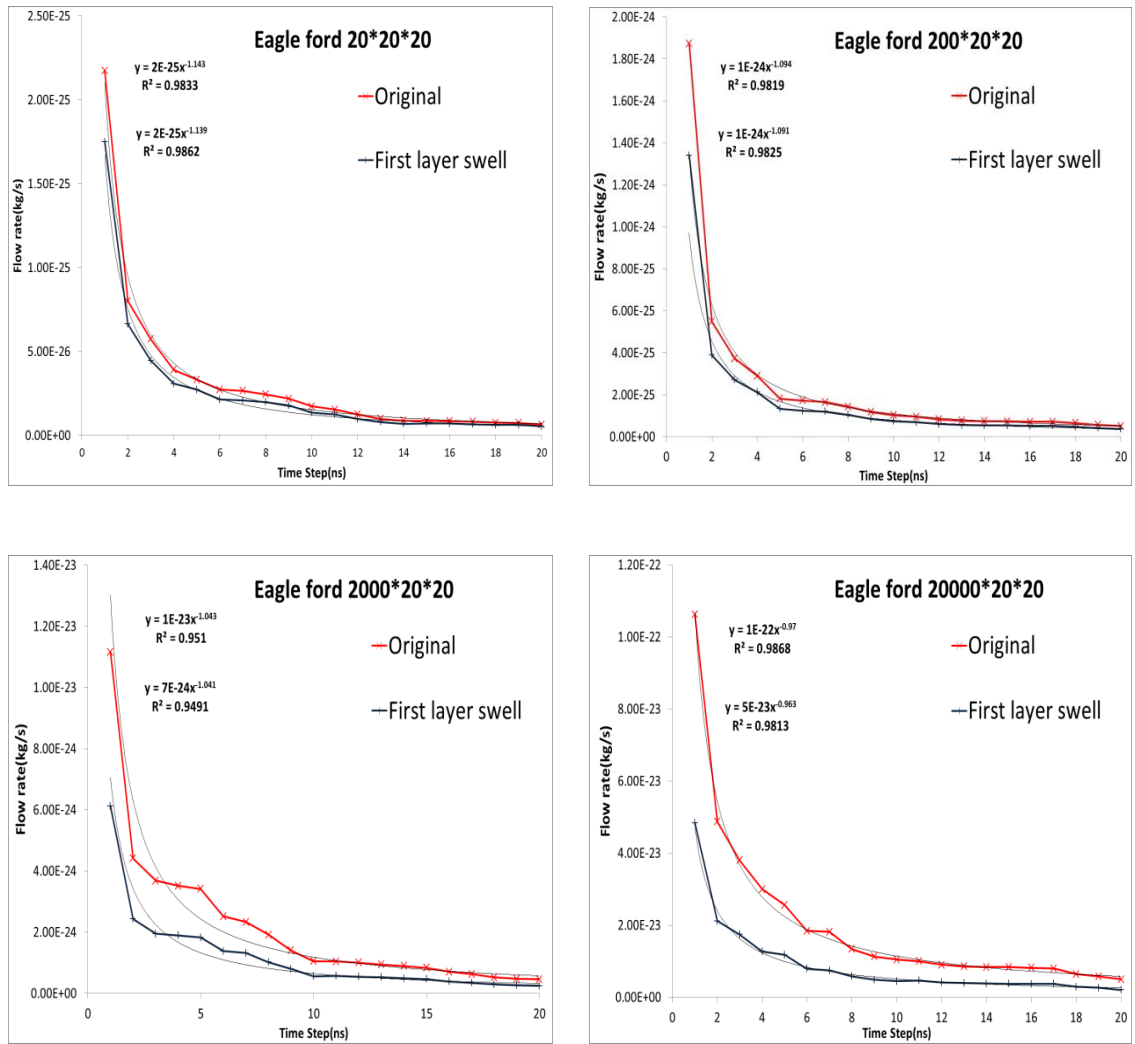 Eagle ford 20*20*20
2.50E-25
2.00E-25
1.50E-25
1.00E-25
5.00E-26
0.00E+00
Flow rate(kg/s)
y = 2E-25x^-1.143
R² = 0.9833
y = 2E-25x^-1.139
R² = 0.9862
Original
First layer swell
0 2 4 6 8 10 12 14 16 18 20
Time Step(ns)
Eagle ford 200*20*20
2.00E-24
1.80E-24
1.60E-24
1.40E-24
1.20E-24
1.00E-24
8.00E-25
6.00E-25
4.00E-25
2.00E-25
0.00E+00
Flow rate(kg/s)
y = 1E-24x^-1.094
R² = 0.9819
y = 1E-24x^-1.091
R² = 0.9825
Original
First layer swell
0 2 4 6 8 10 12 14 16 18 20
Time Step(ns)
Eagle ford 2000*20*20
1.40E-23
1.20E-23
1.00E-23
8.00E-24
6.00E-24
4.00E-24
2.00E-24
0.00E+00
Flow rate(kg/s)
y = 1E-23x^-1.043
R² = 0.951
y = 7E-24x^-1.041
R² = 0.9491
Original
First layer swell
0 5 10 15 20
Time Step(ns)
Eagle ford 20000*20*20
1.20E-22
1.00E-22
8.00E-23
6.00E-23
4.00E-23
2.00E-23
0.00E+00
Flow rate(kg/s)
y = 1E-22x^-0.97
R² = 0.9868
y = 5E-23x^-0.963
R² = 0.9813
Original
First layer swell
0 2 4 6 8 10 12 14 16 18 20
Time Step(ns)